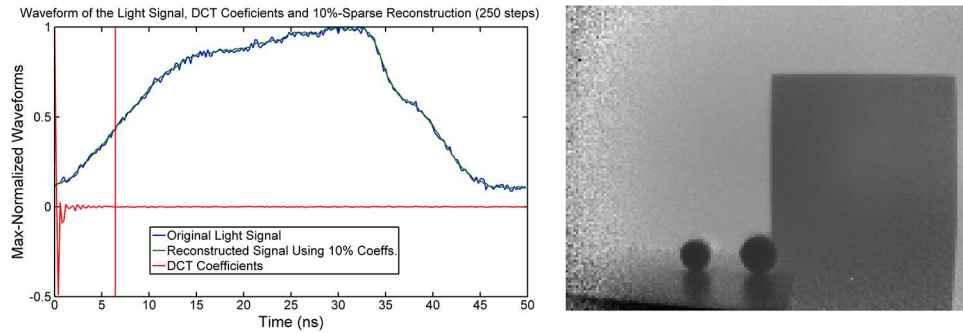 Waveform of the Light Signal, DCT Coeficients and 10%-Sparse Reconstruction (250 steps)
1
0.5
0
-0.5
Max-Normalized Waveforms
Original Light Signal
Reconstructed Signal Using 10% Coeffs.
DCT Coefficients
0 5 10 15 20 25 30 35 40 45 50
Time (ns)